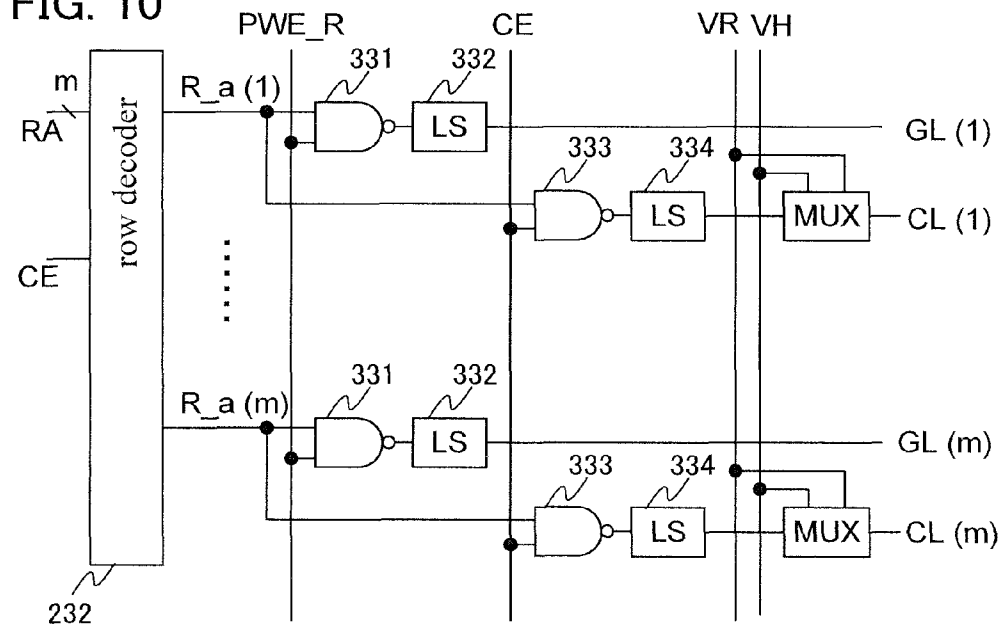 FIG. 10
PWE_R
CE
VR VH
m
RA
R_a (1)
331
332
LS
GL (1)
333
334
LS
MUX
CL (1)
row decoder
CE
R_a (m)
331
332
LS
GL (m)
333
334
LS
MUX
CL (m)
232